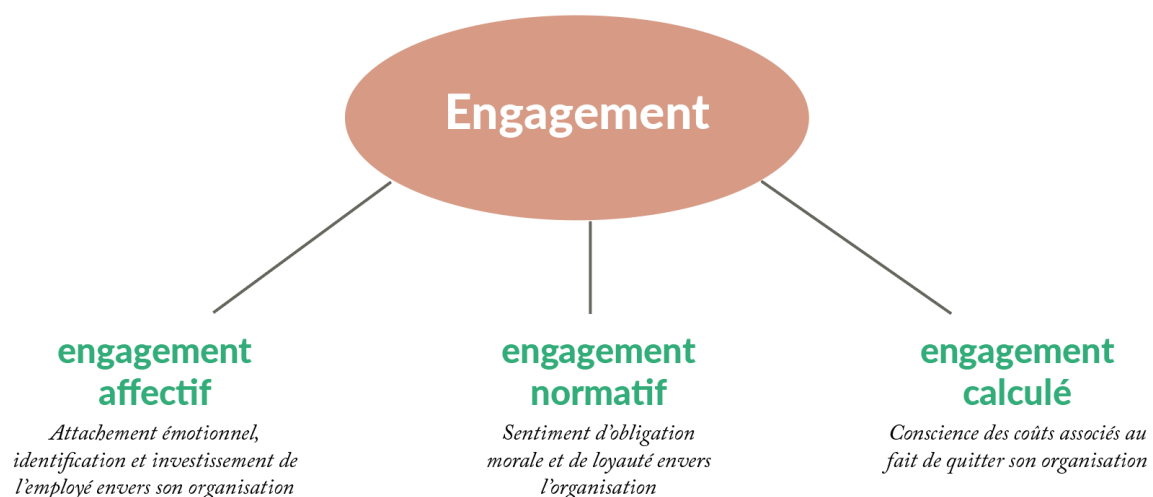 Engagement
engagement
affectif
Attachement émotionnel,
identification et investissement de
l'employé envers son organisation
engagement
normatif
Sentiment d'obligation
morale et de loyauté envers
l'organisation
engagement
calculé
Conscience des coûts associés au
fait de quitter son organisation